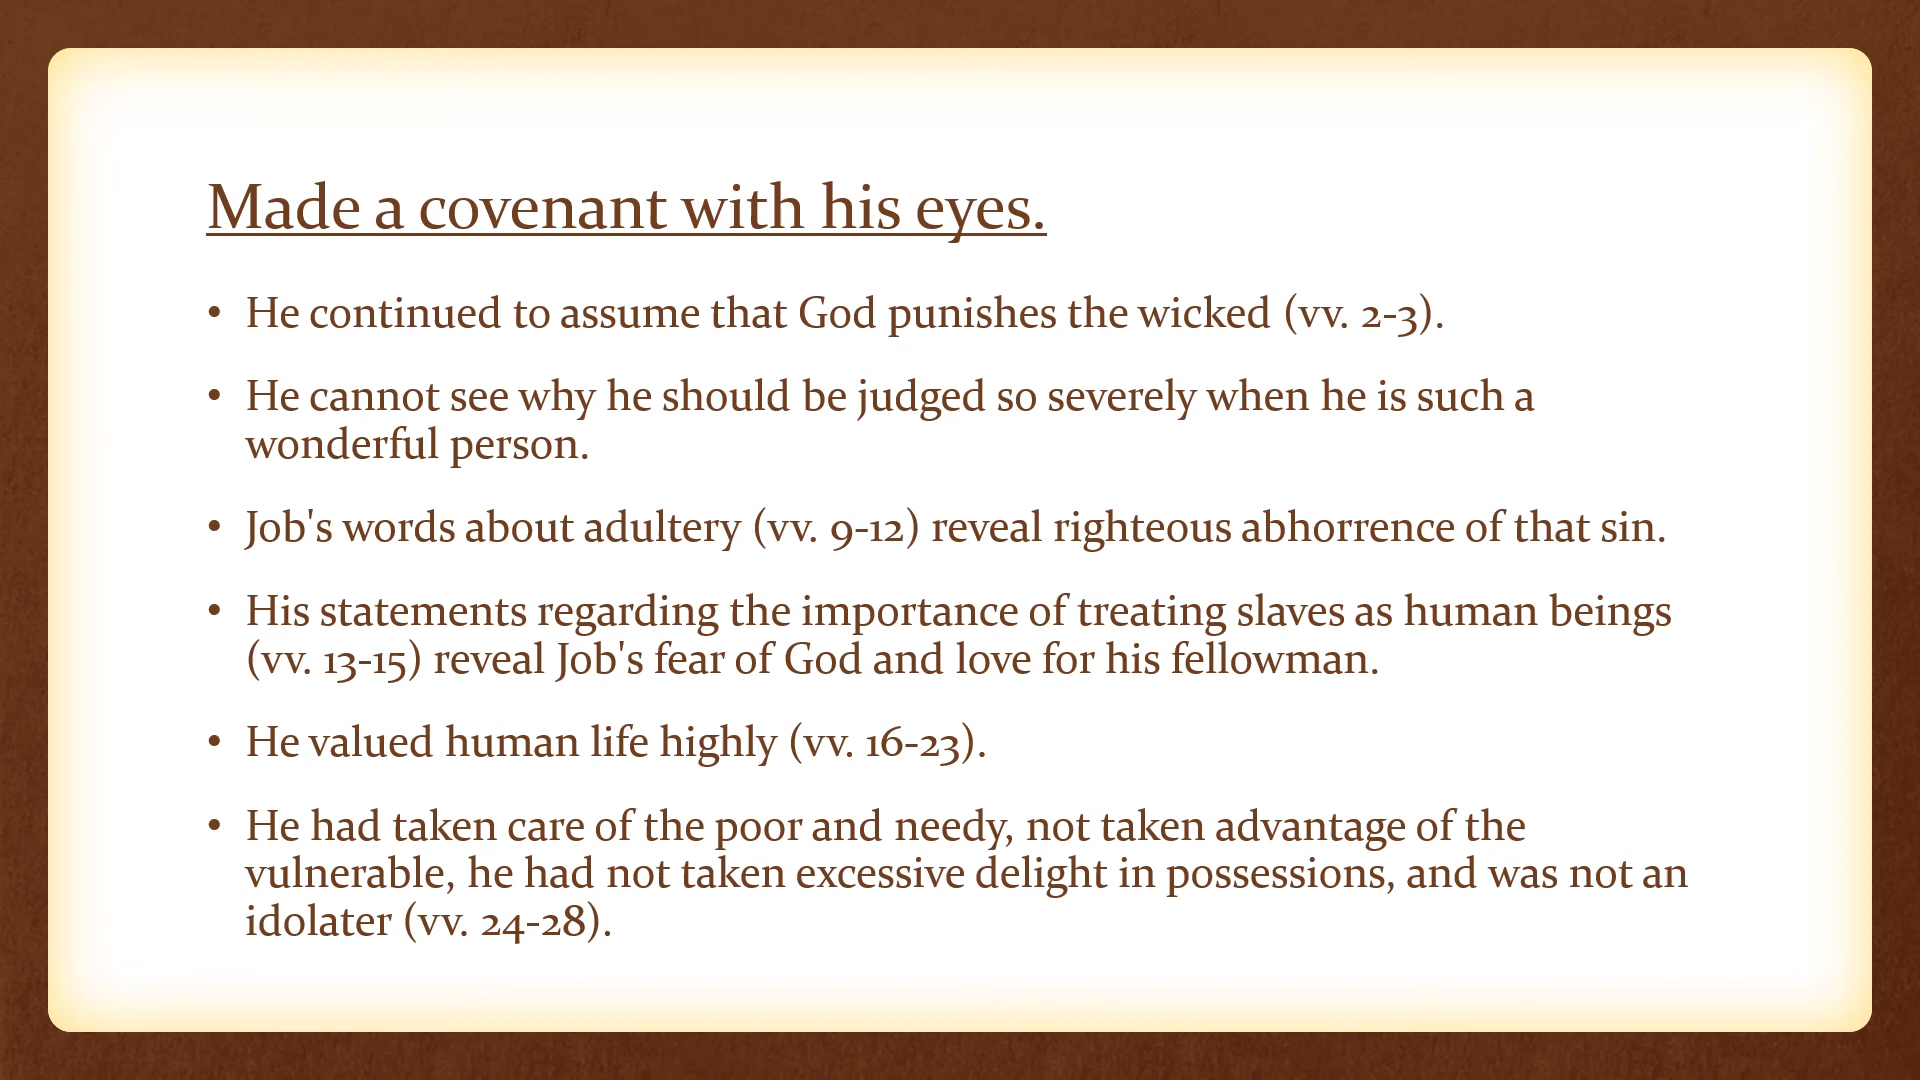 Made a covenant with his eyes.
• He continued to assume that God punishes the wicked (vv. 2-3).
• He cannot see why he should be judged so severely when he is such a
wonderful person.
• Job's words about adultery (vv. 9-12) reveal righteous abhorrence of that sin.
• His statements regarding the importance of treating slaves as human beings
(vv. 13-15) reveal Job's fear of God and love for his fellowman.
• He valued human life highly (vv. 16-23).
• He had taken care of the poor and needy, not taken advantage of the
vulnerable, he had not taken excessive delight in possessions, and was not an
idolater (vv. 24-28).